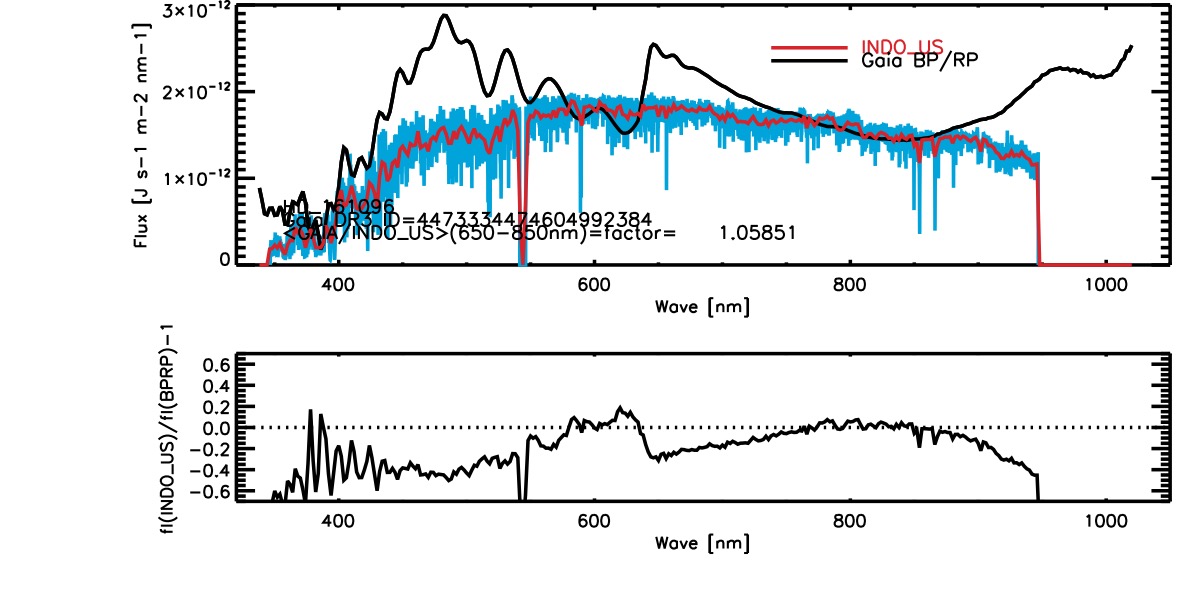 3×10⁻¹²
2×10⁻¹²
1×10⁻¹²
0
Flux [J s−1 m−2 nm−1]
INDO_US
Gaia BP/RP
161096
Gaia DR3 ID=4473334474604992384
<GAIA/INDO_US>(650−850nm)=factor= 1.05851
400 600 800 1000
Wave [nm]
0.6
0.4
0.2
0.0
−0.2
−0.4
−0.6
fl(INDO_US)/fl(BPRP)−1
400 600 800 1000
Wave [nm]